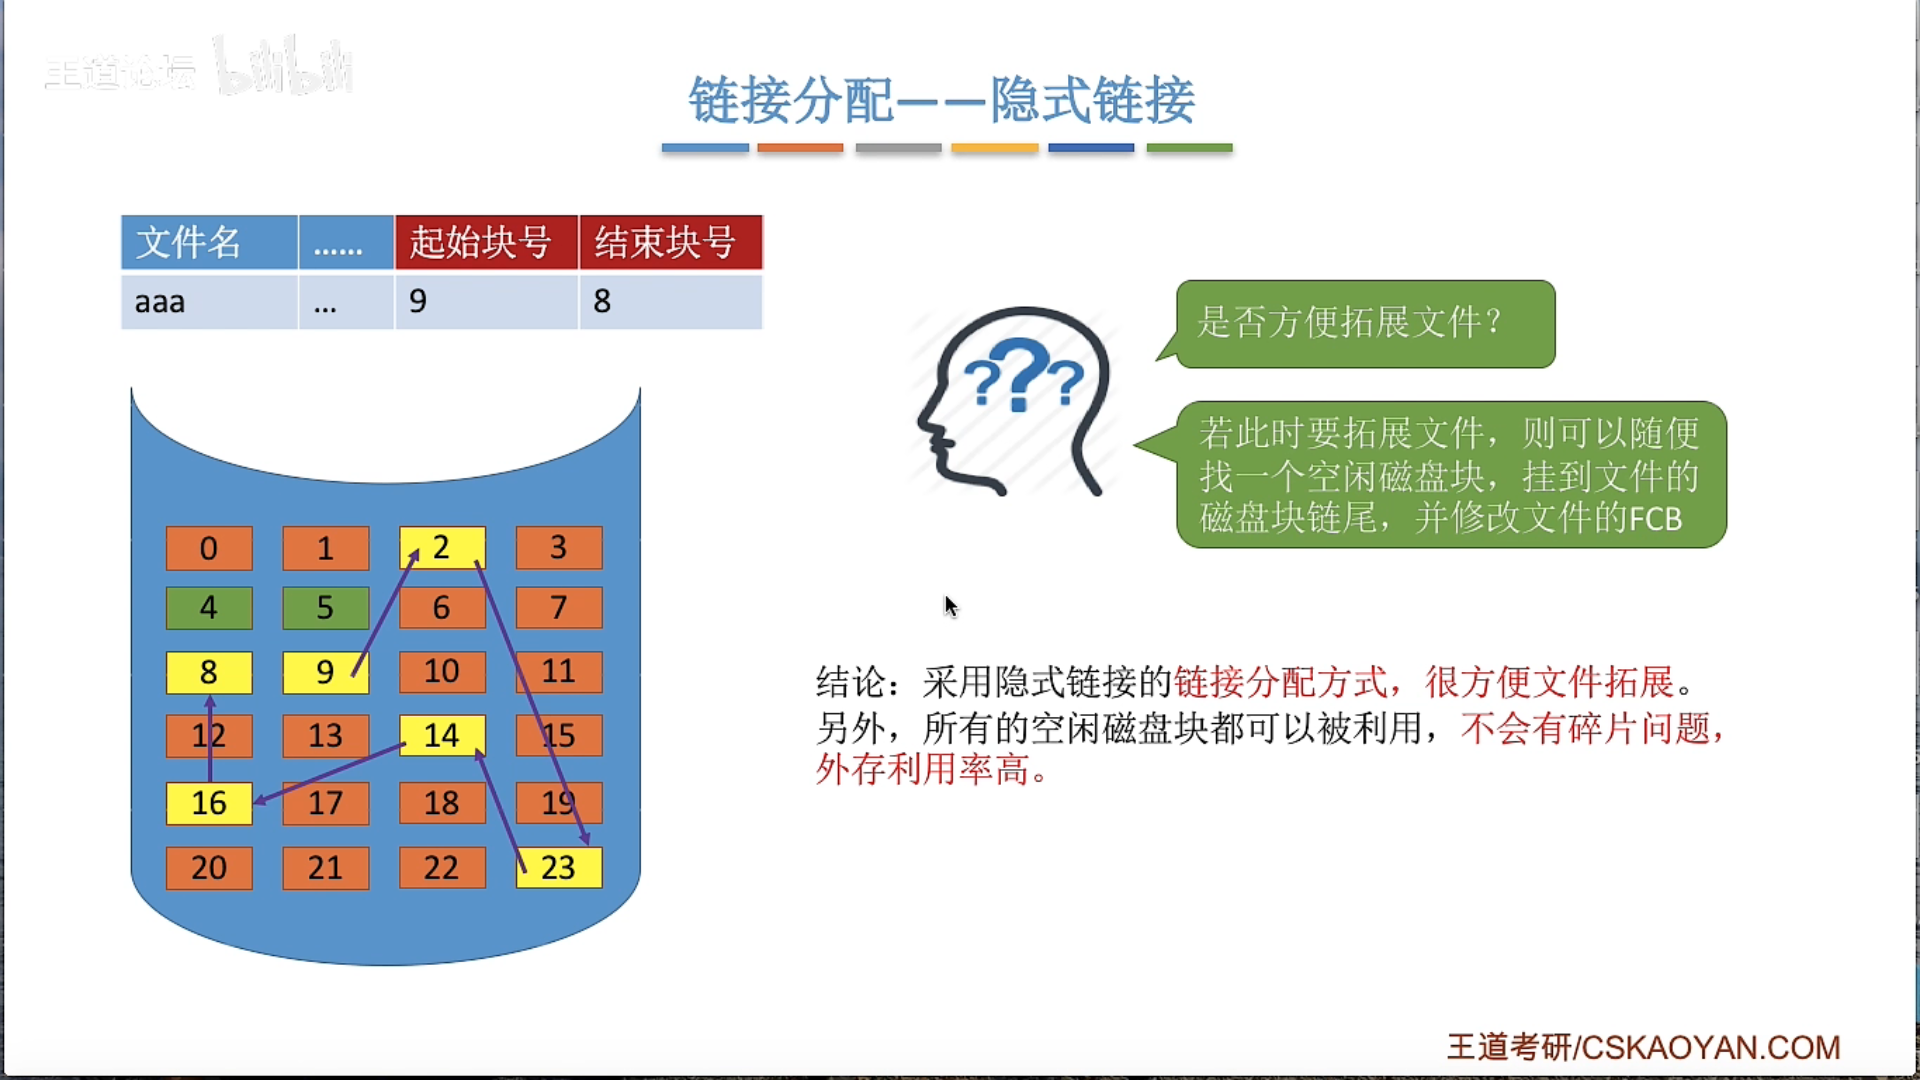 王道论坛 bilibili
链接分配——隐式链接
文件名 …… 起始块号 结束块号
aaa ... 9 8
是否方便拓展文件？
若此时要拓展文件，则可以随便
找一个空闲磁盘块，挂到文件的
磁盘块链尾，并修改文件的FCB
0 1 2 3
4 5 6 7
8 9 10 11
12 13 14 15
16 17 18 19
20 21 22 23
? ? ?
结论：采用隐式链接的链接分配方式，很方便文件拓展。
另外，所有的空闲磁盘块都可以被利用，不会有碎片问题，
外存利用率高。
王道考研/CSKAOYAN.COM